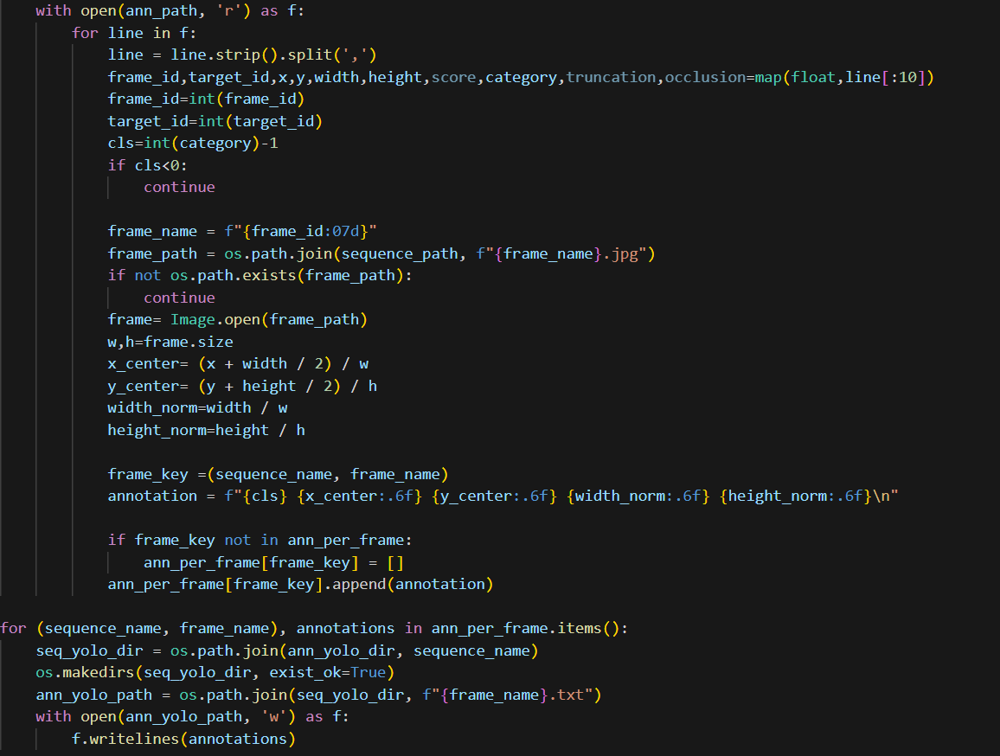 with open(ann_path, 'r') as f:
for line in f:
line = line.strip().split(',')
frame_id,target_id,x,y,width,height,score,category,truncation,occlusion=map(float,line[:10])
frame_id=int(frame_id)
target_id=int(target_id)
cls=int(category)-1
if cls<0:
continue
frame_name = f"{frame_id:07d}"
frame_path = os.path.join(sequence_path, f"{frame_name}.jpg")
if not os.path.exists(frame_path):
continue
frame= Image.open(frame_path)
w,h=frame.size
x_center= (x + width / 2) / w
y_center= (y + height / 2) / h
width_norm=width / w
height_norm=height / h
frame_key =(sequence_name, frame_name)
annotation = f"{cls} {x_center:.6f} {y_center:.6f} {width_norm:.6f} {height_norm:.6f}\n"
if frame_key not in ann_per_frame:
ann_per_frame[frame_key] = []
ann_per_frame[frame_key].append(annotation)
for (sequence_name, frame_name), annotations in ann_per_frame.items():
seq_yolo_dir = os.path.join(ann_yolo_dir, sequence_name)
os.makedirs(seq_yolo_dir, exist_ok=True)
ann_yolo_path = os.path.join(seq_yolo_dir, f"{frame_name}.txt")
with open(ann_yolo_path, 'w') as f:
f.writelines(annotations)